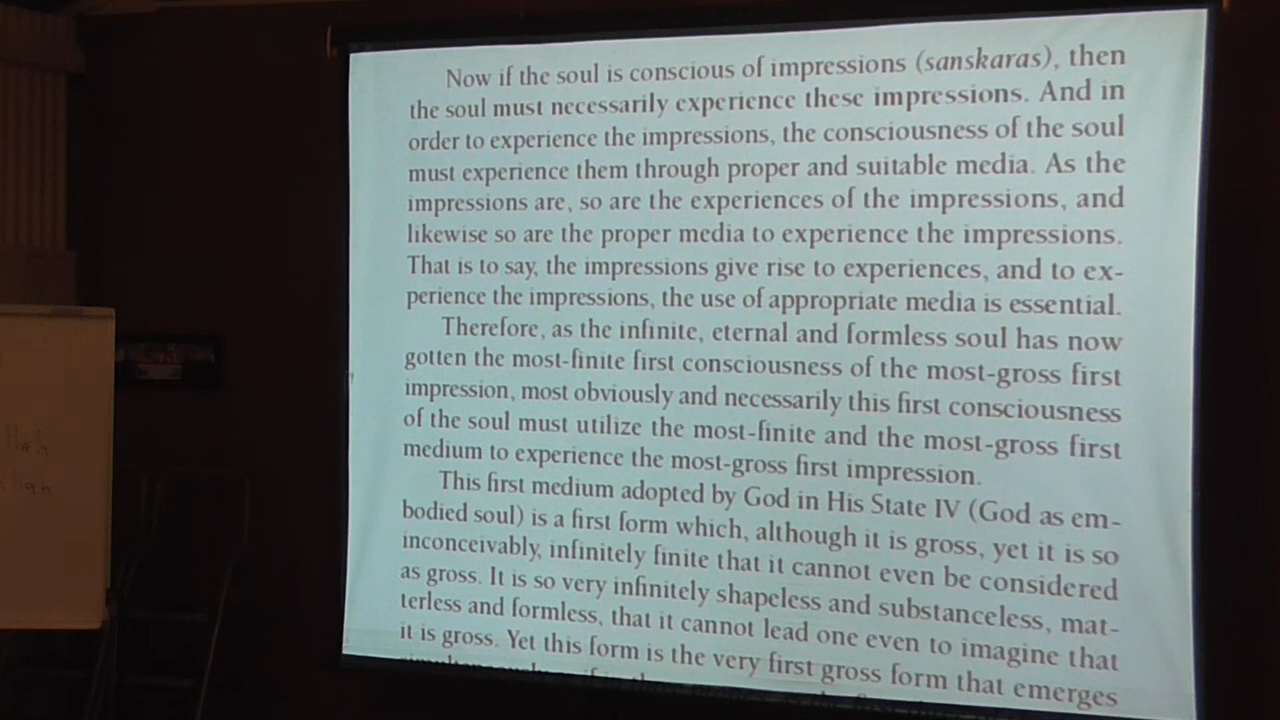 Now if the soul is conscious of impressions (sanskaras), then
the soul must necessarily experience these impressions. And in
order to experience the impressions, the consciousness of the soul
must experience them through proper and suitable media. As the
impressions are, so are the experiences of the impressions, and
likewise so are the proper media to experience the impressions.
That is to say, the impressions give rise to experiences, and to ex-
perience the impressions, the use of appropriate media is essential.
Therefore, as the infinite, eternal and formless soul has now
gotten the most-finite first consciousness of the most-gross first
impression, most obviously and necessarily this first consciousness
of the soul must utilize the most-finite and the most-gross first
medium to experience the most-gross first impression.
This first medium adopted by God in His State IV (God as em-
bodied soul) is a first form which, although it is gross, yet it is so
inconceivably, infinitely finite that it cannot even be considered
as gross. It is so very infinitely shapeless and substanceless, mat-
terless and formless, that it cannot lead one even to imagine that
it is gross. Yet this form is the very first gross form that emerges